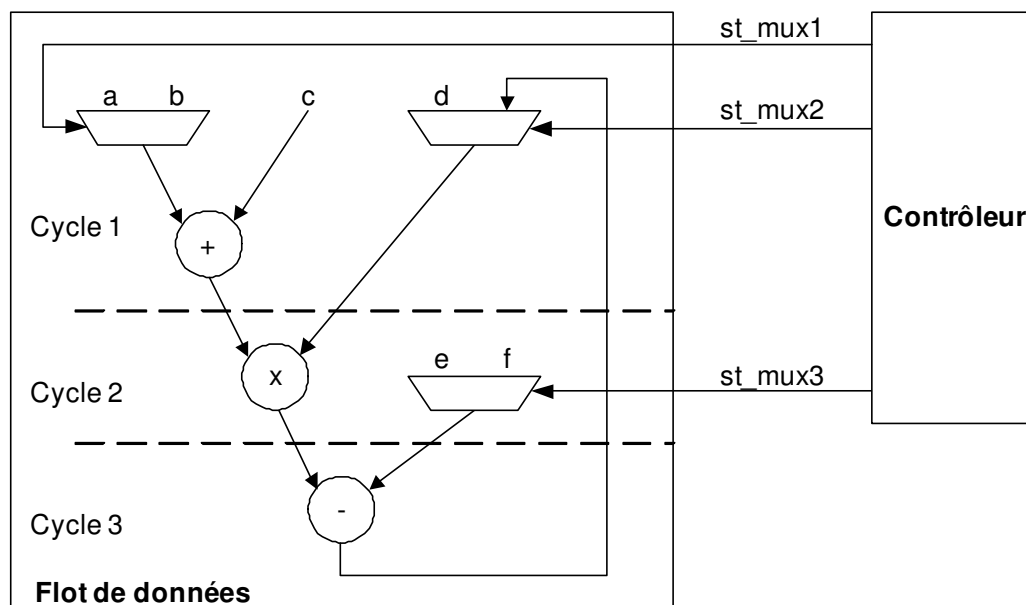 st_mux1
a b c d
st_mux2
Cycle 1
+
Contrôleur
x
e f
st_mux3
Cycle 2
-
Cycle 3
Flot de données